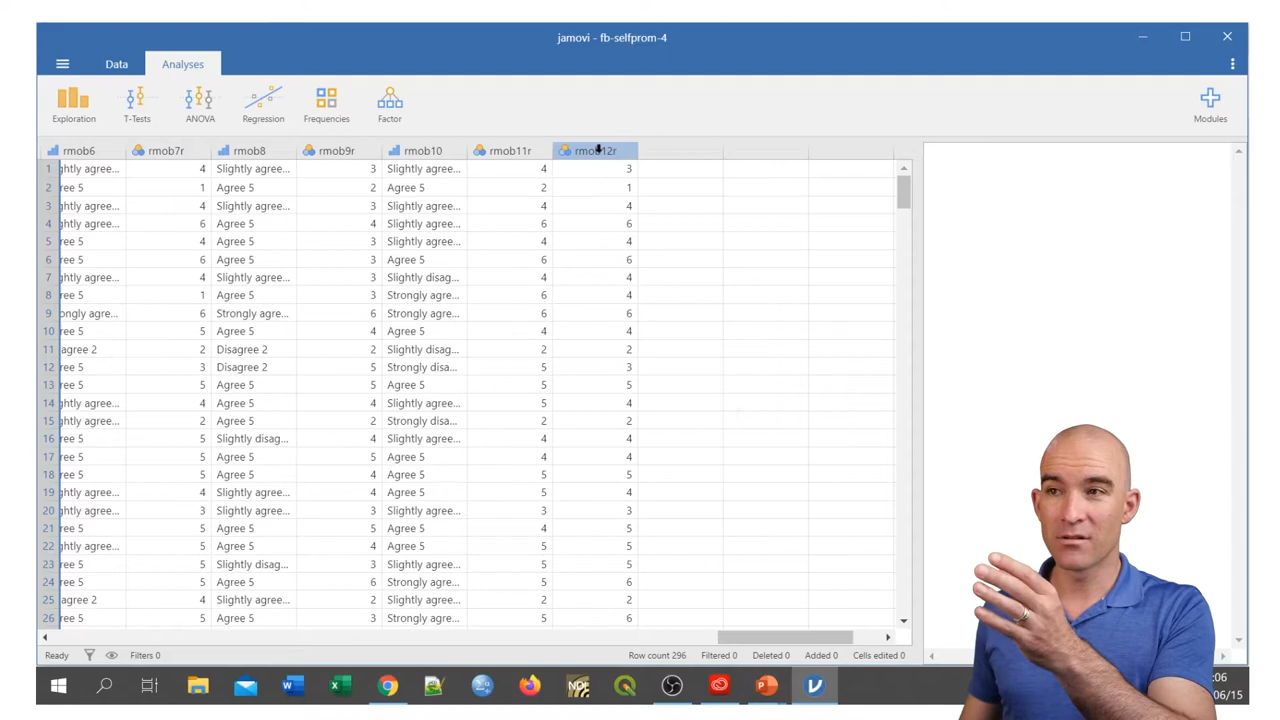 jamovi - fb-selfprom-4
Data Analyses
Exploration T-Tests ANOVA Regression Frequencies Factor Modules
rmob6 rmob7r rmob8 rmob9r rmob10 rmob11r
1 ghtly agree... 4 Slightly agree... 3 Slightly agree... 4 3
2 ree 5 1 Agree 5 2 Agree 5 2 1
3 ghtly agree... 4 Slightly agree... 3 Slightly agree... 4 4
4 ghtly agree... 6 Agree 5 4 Slightly agree... 6 6
5 ree 5 4 Agree 5 3 Slightly agree... 4 4
6 ree 5 6 Agree 5 3 Agree 5 6 6
7 ghtly agree... 4 Slightly agree... 3 Slightly disag... 4 4
8 ree 5 1 Agree 5 3 Strongly agre... 6 4
9 ongly agre... 6 Strongly agre... 6 Strongly agre... 6 6
10 ree 5 5 Agree 5 4 Agree 5 4 4
11 agree 2 2 Disagree 2 2 Slightly disag... 2 2
12 ree 5 3 Disagree 2 5 Strongly disa... 5 3
13 ree 5 5 Agree 5 5 Agree 5 5 5
14 ghtly agree... 4 Agree 5 4 Slightly agree... 5 4
15 ghtly agree... 2 Agree 5 2 Strongly disa... 2 2
16 ree 5 5 Slightly disag... 4 Slightly agree... 4 4
17 ree 5 5 Agree 5 4 Agree 5 4 4
18 ree 5 5 Agree 5 4 Agree 5 5 5
19 ghtly agree... 4 Slightly agree... 2 Slightly agree... 5 4
20 ghtly agree... 3 Slightly agree... 3 Slightly agree... 3 3
21 ree 5 5 Agree 5 5 Agree 5 4 5
22 ghtly agree... 5 Agree 5 4 Agree 5 5 5
23 ree 5 5 Slightly disag... 3 Slightly agree... 5 5
24 ree 5 5 Agree 5 6 Strongly agre... 5 6
25 agree 2 4 Slightly agree... 2 Slightly agree... 2 2
26 ree 5 5 Agree 5 3 Strongly agre... 5 6
Ready Filters 0 Row count 296 Filtered 0 Deleted 0 Added 0 Cells edited 0
:06
06/15